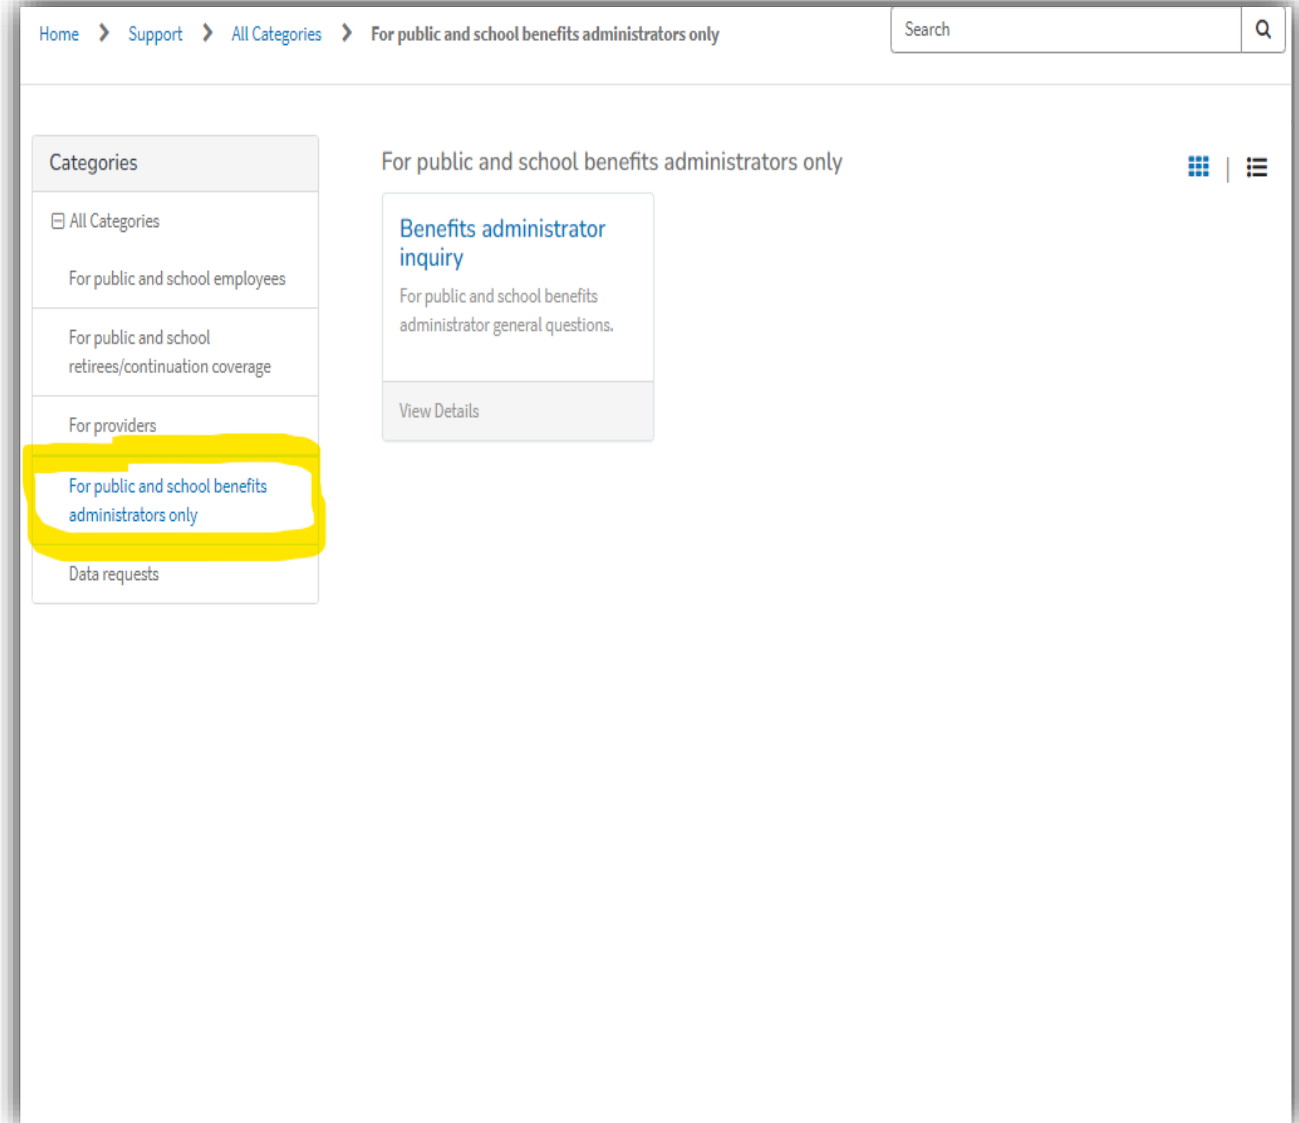 Home > Support > All Categories > For public and school benefits administrators only
Search
Categories
All Categories
For public and school employees
For public and school
retirees/continuation coverage
For providers
For public and school benefits
administrators only
Data requests
For public and school benefits administrators only
Benefits administrator
inquiry
For public and school benefits
administrator general questions.
View Details